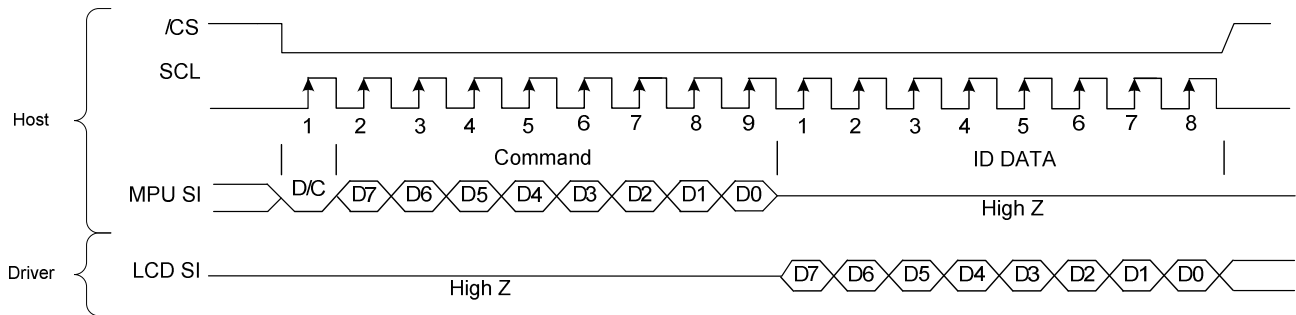 /CS
SCL
Host
1 2 3 4 5 6 7 8 9 1 2 3 4 5 6 7 8
Command ID DATA
MPU SI D/C D7 D6 D5 D4 D3 D2 D1 D0 High Z
Driver LCD SI High Z D7 D6 D5 D4 D3 D2 D1 D0